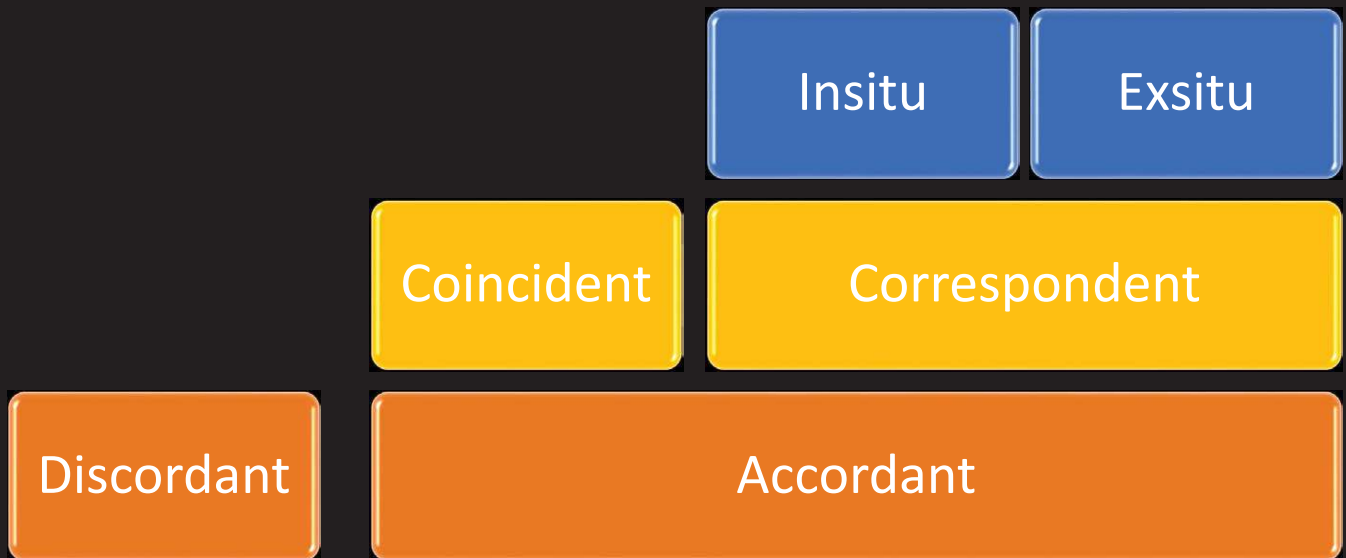 Insitu
Exsitu
Coincident
Correspondent
Discordant
Accordant